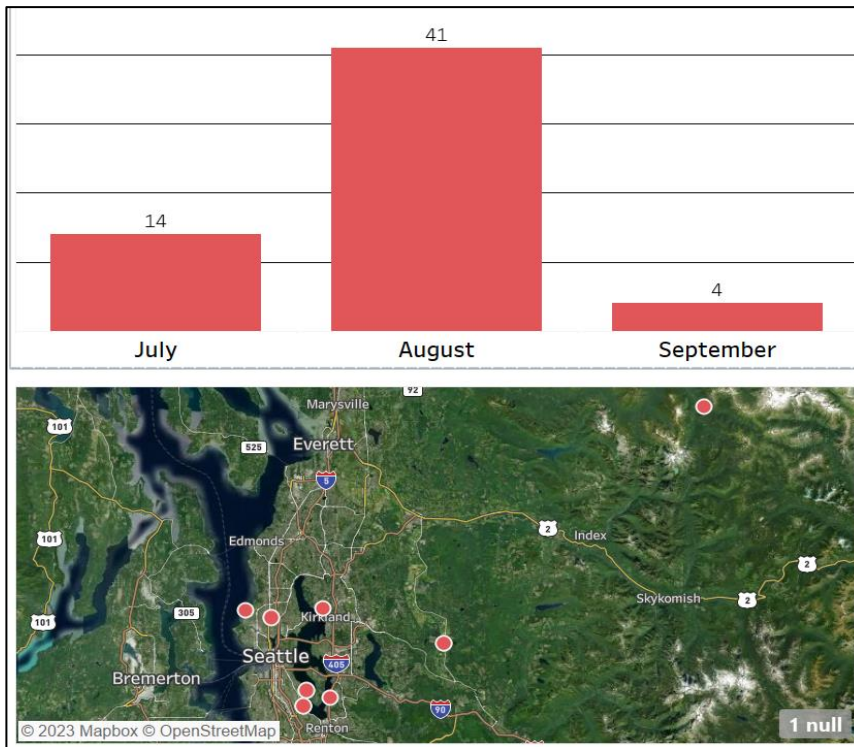 41
14
4
July August September
92
Marysville
101
525
Everett
5
101
Edmonds
2
Index
2
305
Kirkland
Skykomish
2
101
Seattle
405
Bremerton
90
Renton
© 2023 Mapbox © OpenStreetMap
1 null